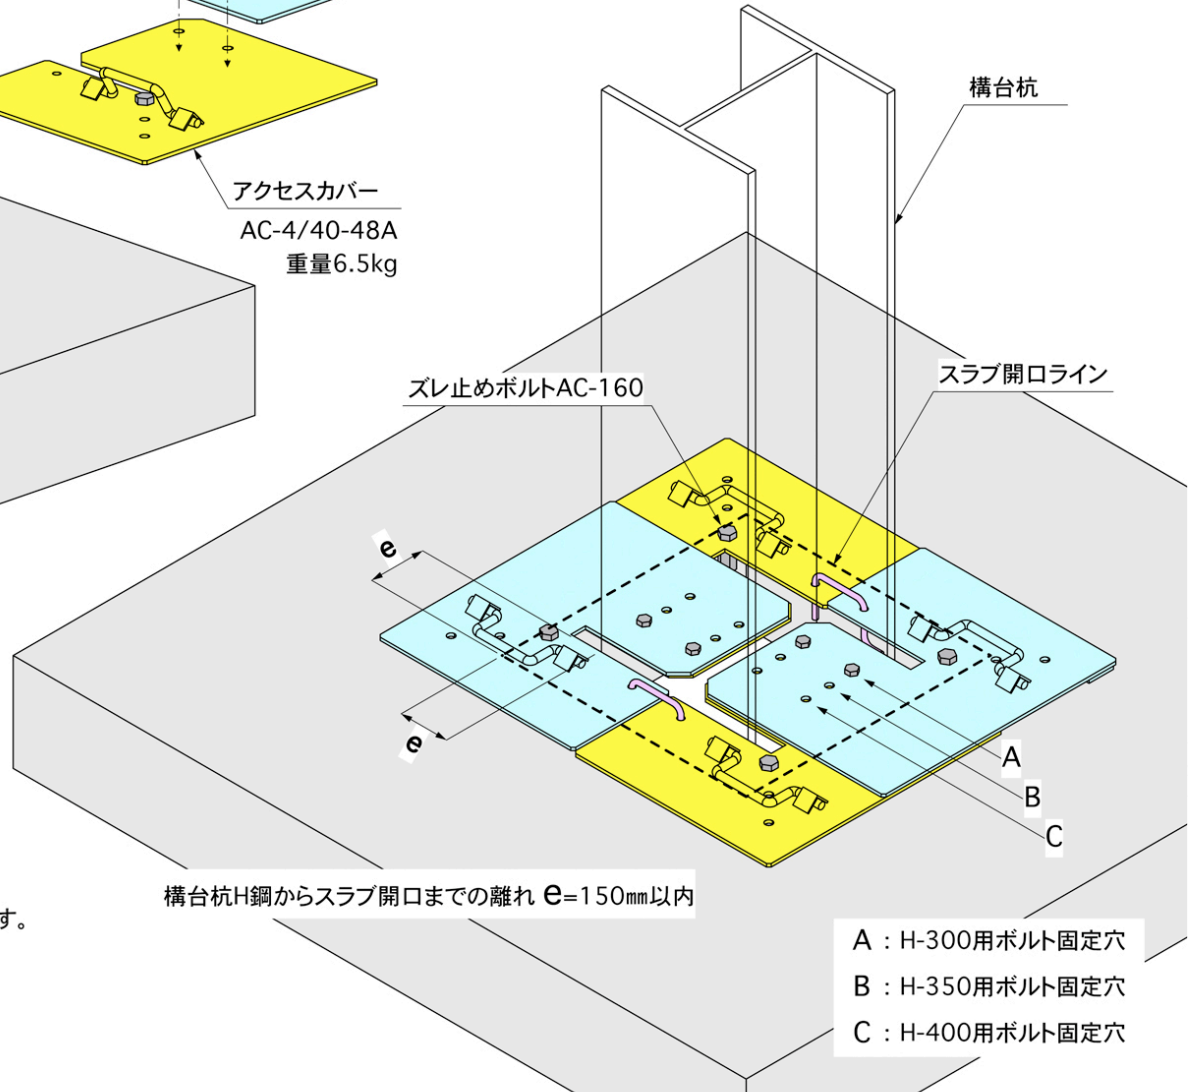 構台杭
アクセスカバー
AC-4/40-48A
重量6.5kg
ズレ止めボルトAC-160
スラブ開口ライン
e
e
A
B
C
構台杭H鋼からスラブ開口までの離れ e=150㎜以内
す。
A：H-300用ボルト固定穴
B：H-350用ボルト固定穴
C：H-400用ボルト固定穴